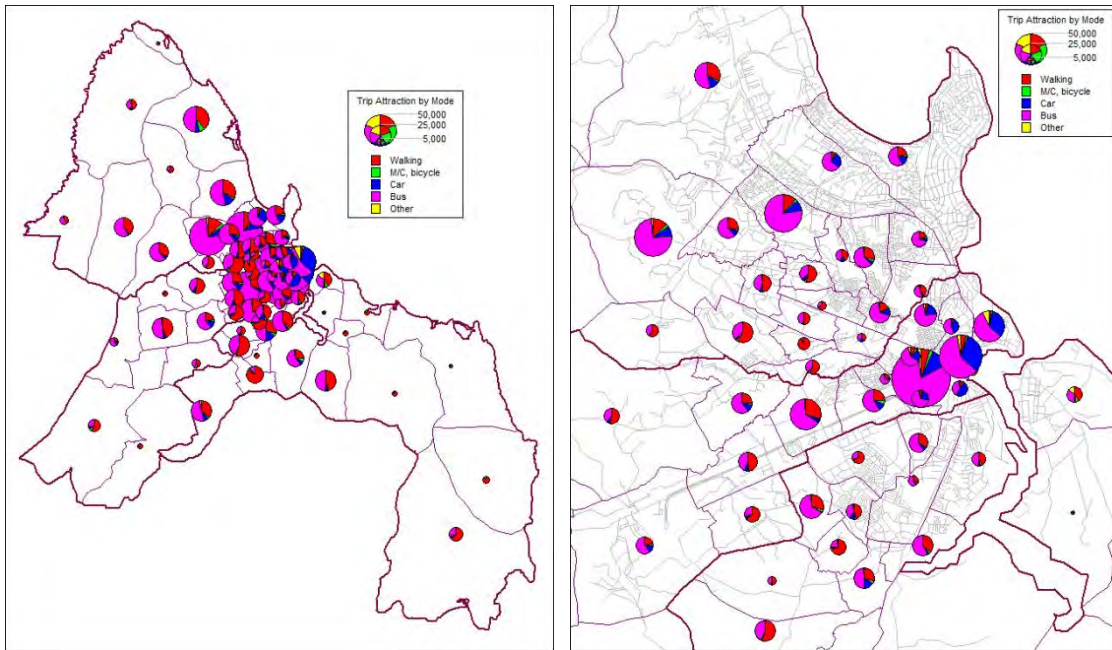 Trip Attraction by Mode
50,000
25,000
5,000
Walking
M/C, bicycle
Car
Bus
Other
Trip Attraction by Mode
50,000
25,000
5,000
Walking
M/C, bicycle
Car
Bus
Other